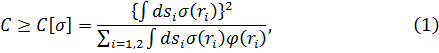 C ≥ C[σ] = {∫ ds_i σ(r_i)}² / ∑_{i=1,2} ∫ ds_i σ(r_i)φ(r_i), (1)